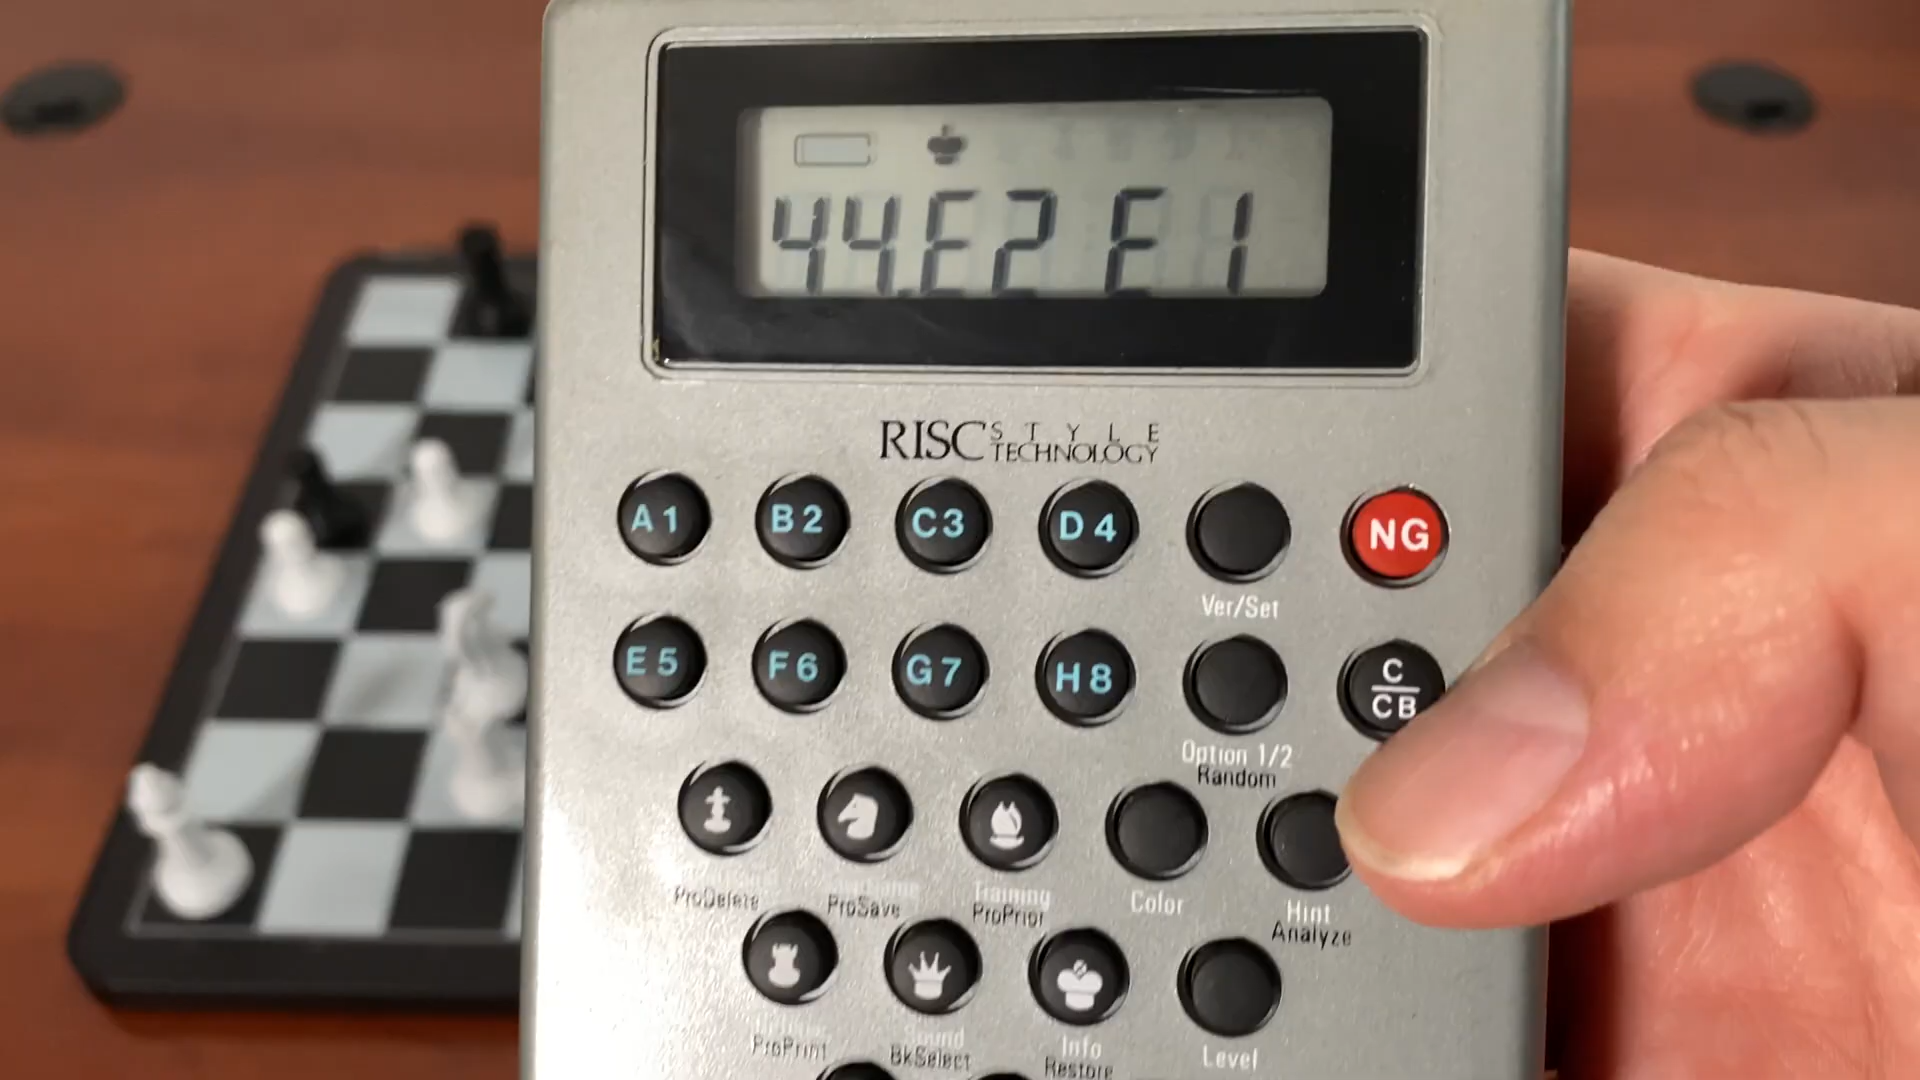 44.E2 E1
RISC STYLE TECHNOLOGY
A1 B2 C3 D4 NG
Ver/Set
E5 F6 G7 H8 C/CB
Option 1/2
Random
Training Color Hint
ProDelete ProSave ProPrior Analyze
Sound Info Level
ProPrint BkSelect Restore